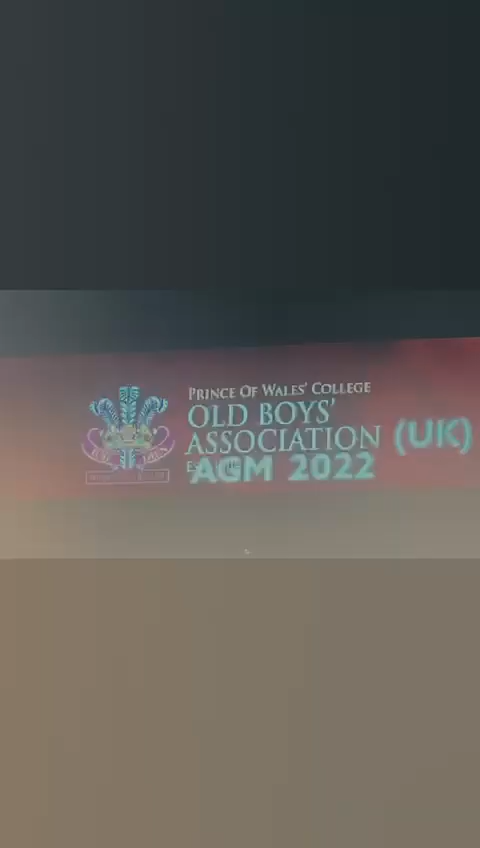 PRINCE OF WALES' COLLEGE
OLD BOYS'
ASSOCIATION (UK)
AGM 2022